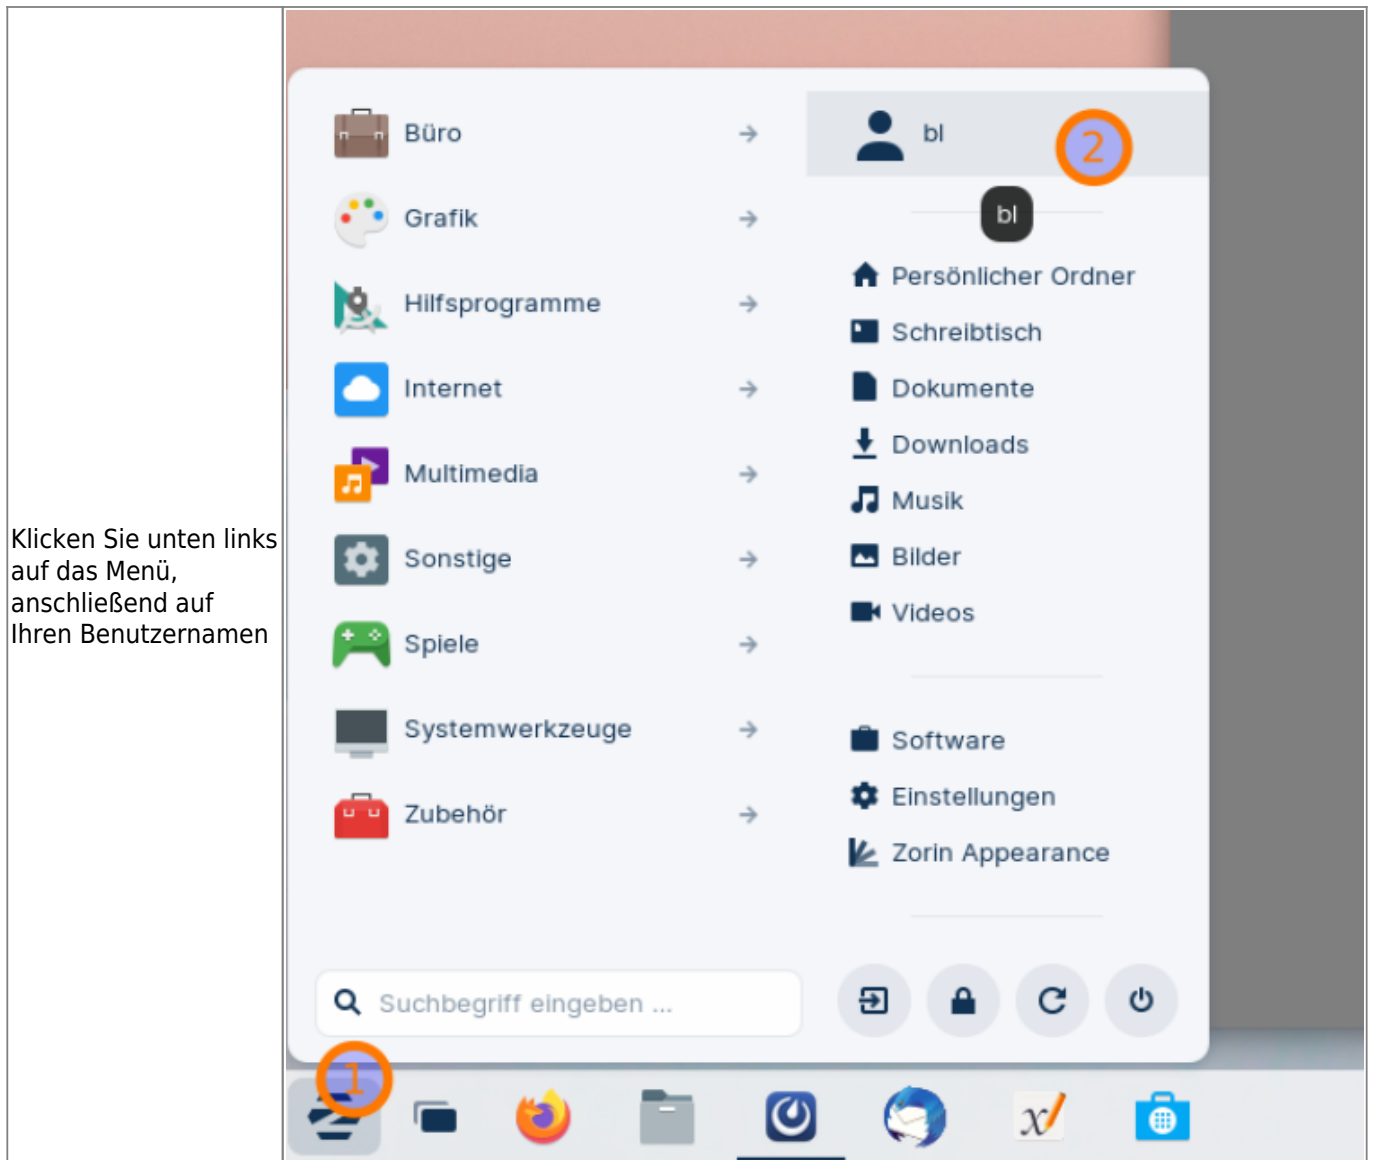 Klicken Sie unten links
auf das Menü,
anschließend auf
Ihren Benutzernamen
Büro
Grafik
Hilfsprogramme
Internet
Multimedia
Sonstige
Spiele
Systemwerkzeuge
Zubehör
Suchbegriff eingeben ...
bl
2
bl
Persönlicher Ordner
Schreibtisch
Dokumente
Downloads
Musik
Bilder
Videos
Software
Einstellungen
Zorin Appearance
1